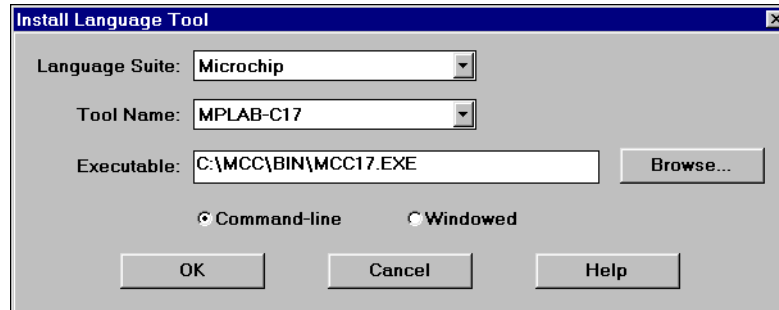 Install Language Tool
Language Suite: Microchip
Tool Name: MPLAB-C17
Executable: C:\MCC\BIN\MCC17.EXE Browse...
Command-line Windowed
OK Cancel Help